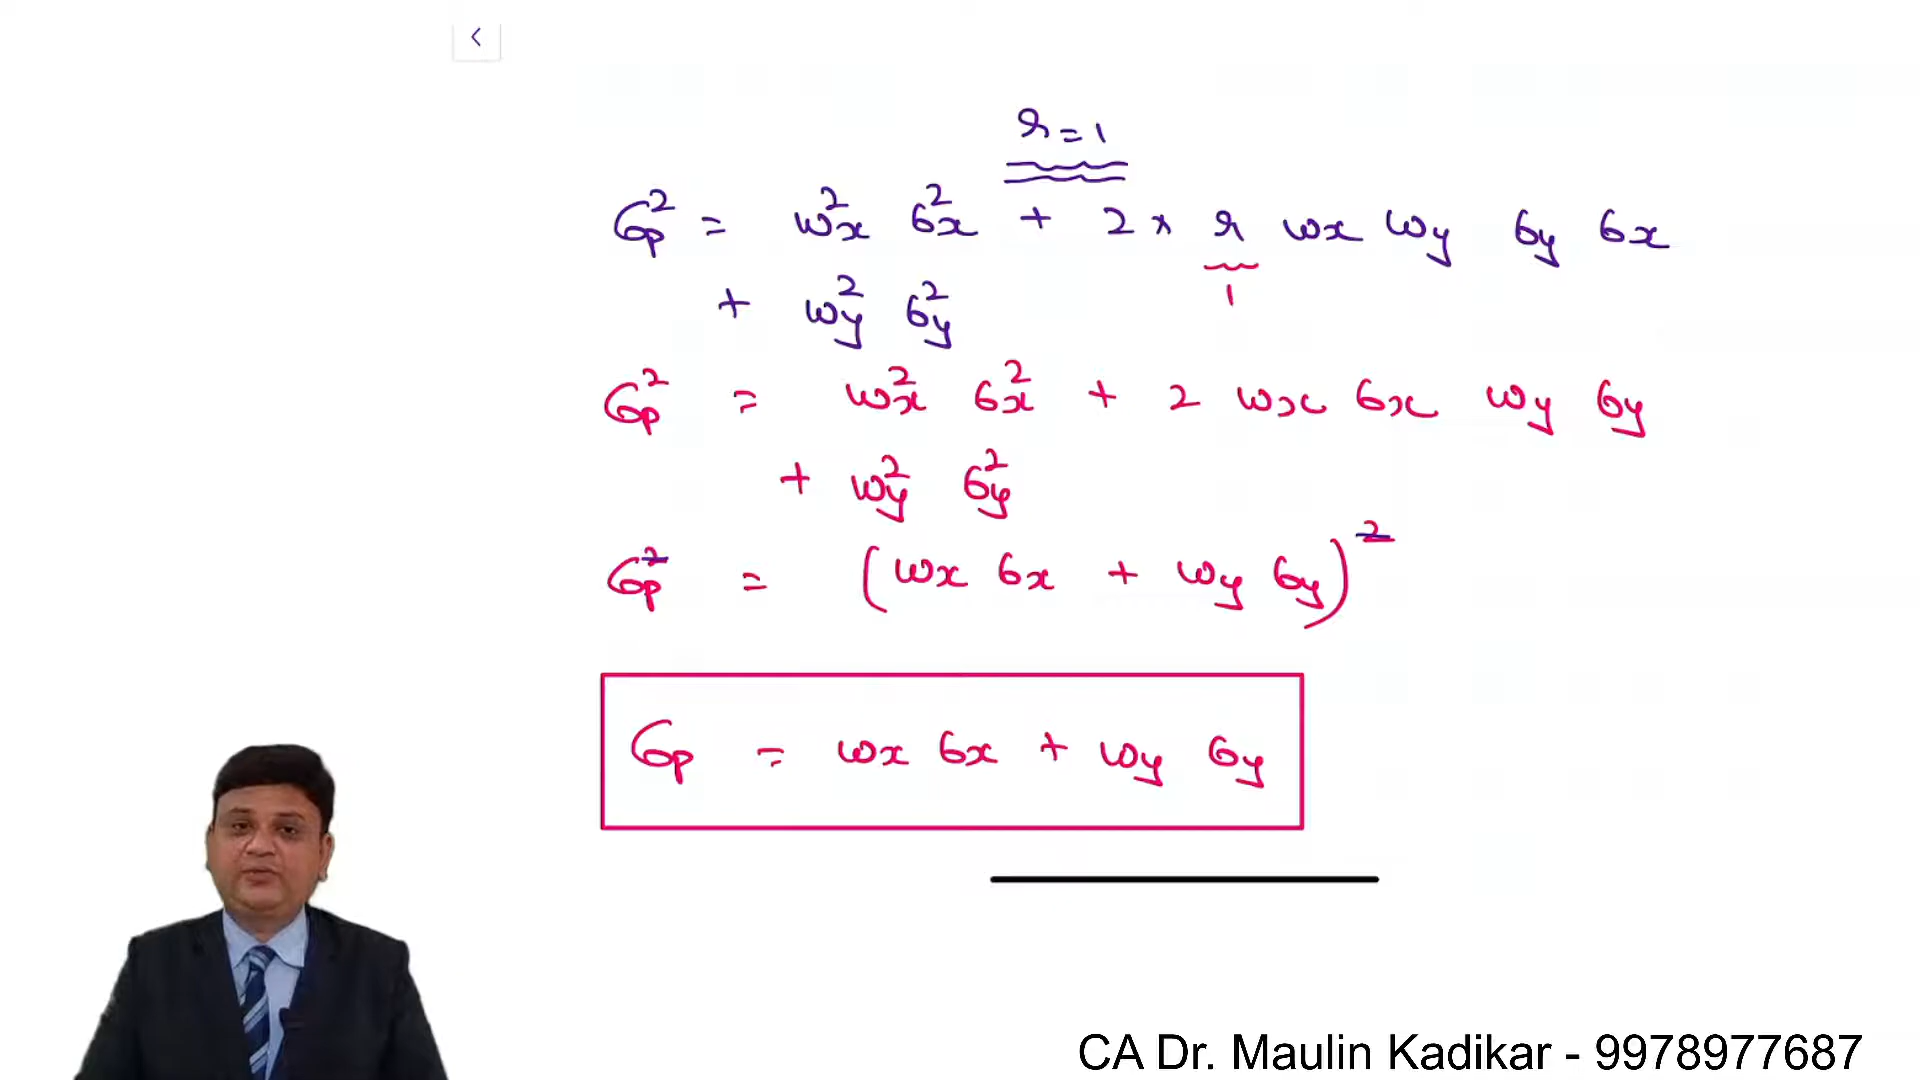 <
r = 1
σp² = wx² σx² + 2 × r wx wy σy σx
1
+ wy² σy²
σp² = wx² σx² + 2 wx σx wy σy
+ wy² σy²
σp² = (wx σx + wy σy)²
σp = wx σx + wy σy
CA Dr. Maulin Kadikar - 9978977687